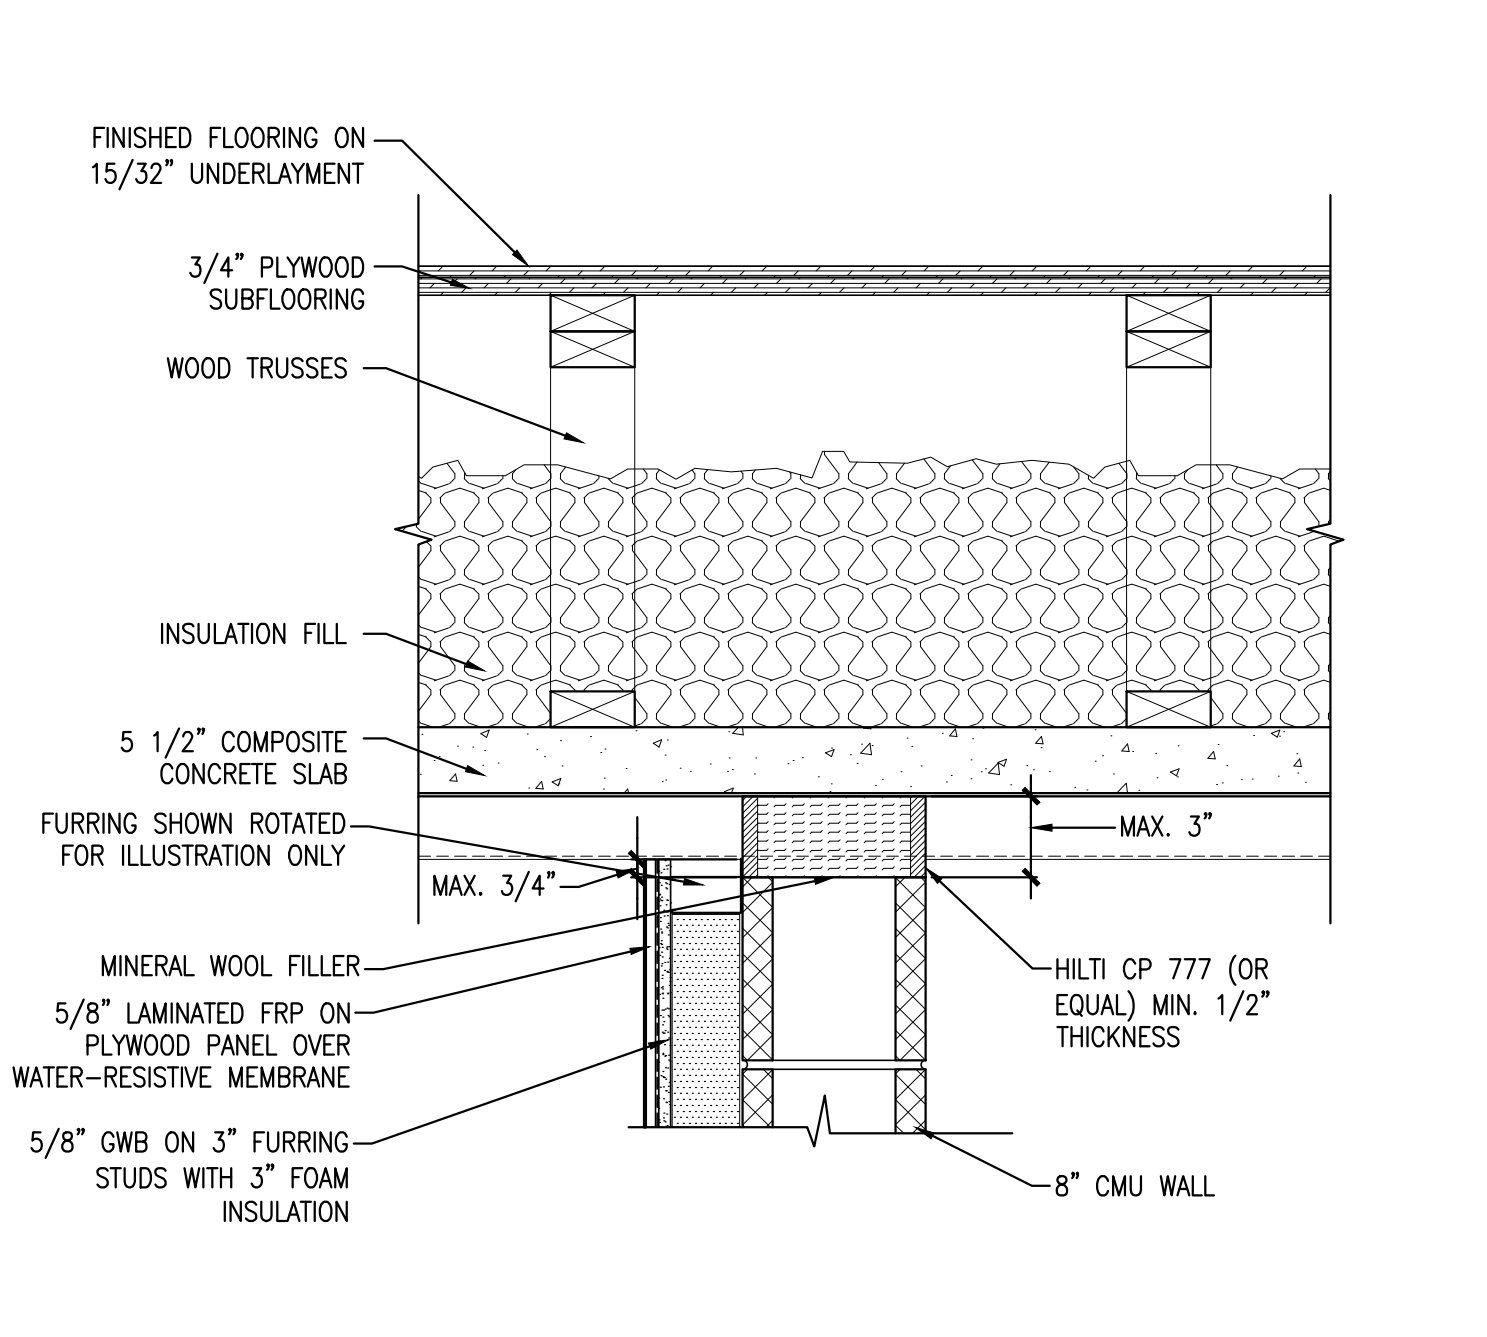 FINISHED FLOORING ON
15/32” UNDERLAYMENT
3/4” PLYWOOD
SUBFLOORING
WOOD TRUSSES
INSULATION FILL
5 1/2” COMPOSITE
CONCRETE SLAB
FURRING SHOWN ROTATED
FOR ILLUSTRATION ONLY
MAX. 3”
MAX. 3/4”
MINERAL WOOL FILLER
5/8” LAMINATED FRP ON
PLYWOOD PANEL OVER
WATER–RESISTIVE MEMBRANE
5/8” GWB ON 3” FURRING
STUDS WITH 3” FOAM
INSULATION
HILTI CP 777 (OR
EQUAL) MIN. 1/2”
THICKNESS
8” CMU WALL